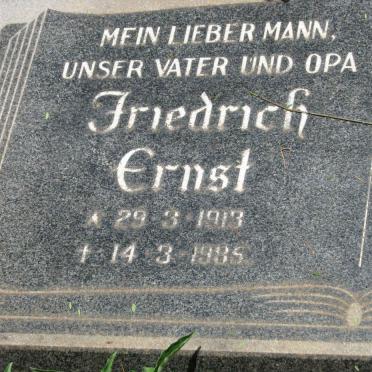 MEIN LIEBER MANN,
UNSER VATER UND OPA
Friedrich
Ernst
* 29·3·1913
† 14·3·1985